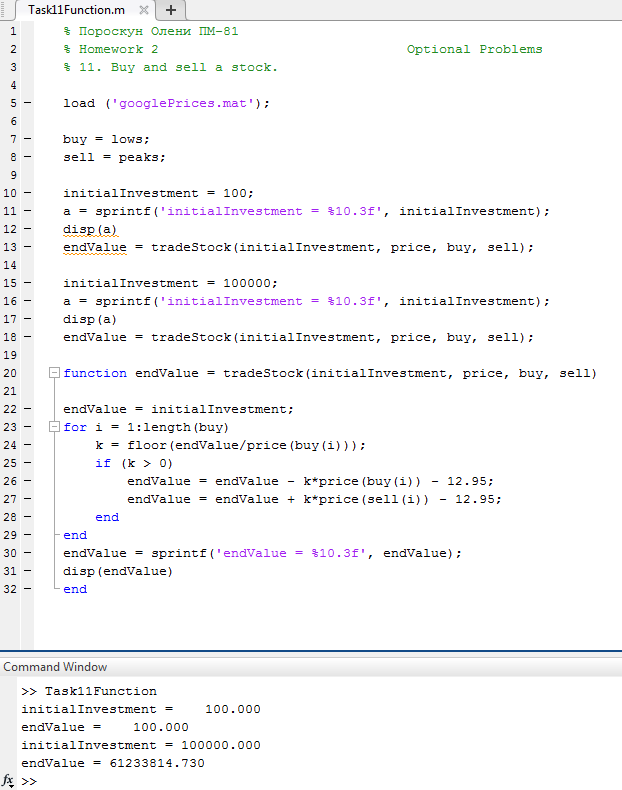 Task11Function.m
1 % Пороскун Олени ПМ-81
2 % Homework 2 Optional Problems
3 % 11. Buy and sell a stock.
4
5 – load ('googlePrices.mat');
6
7 – buy = lows;
8 – sell = peaks;
9
10 – initialInvestment = 100;
11 – a = sprintf('initialInvestment = %10.3f', initialInvestment);
12 – disp(a)
13 – endValue = tradeStock(initialInvestment, price, buy, sell);
14
15 – initialInvestment = 100000;
16 – a = sprintf('initialInvestment = %10.3f', initialInvestment);
17 – disp(a)
18 – endValue = tradeStock(initialInvestment, price, buy, sell);
19
20 function endValue = tradeStock(initialInvestment, price, buy, sell)
21
22 – endValue = initialInvestment;
23 – for i = 1:length(buy)
24 – k = floor(endValue/price(buy(i)));
25 – if (k > 0)
26 – endValue = endValue - k*price(buy(i)) - 12.95;
27 – endValue = endValue + k*price(sell(i)) - 12.95;
28 – end
29 – end
30 – endValue = sprintf('endValue = %10.3f', endValue);
31 – disp(endValue)
32 – end
Command Window
>> Task11Function
initialInvestment =    100.000
endValue =    100.000
initialInvestment = 100000.000
endValue = 61233814.730
fx >>